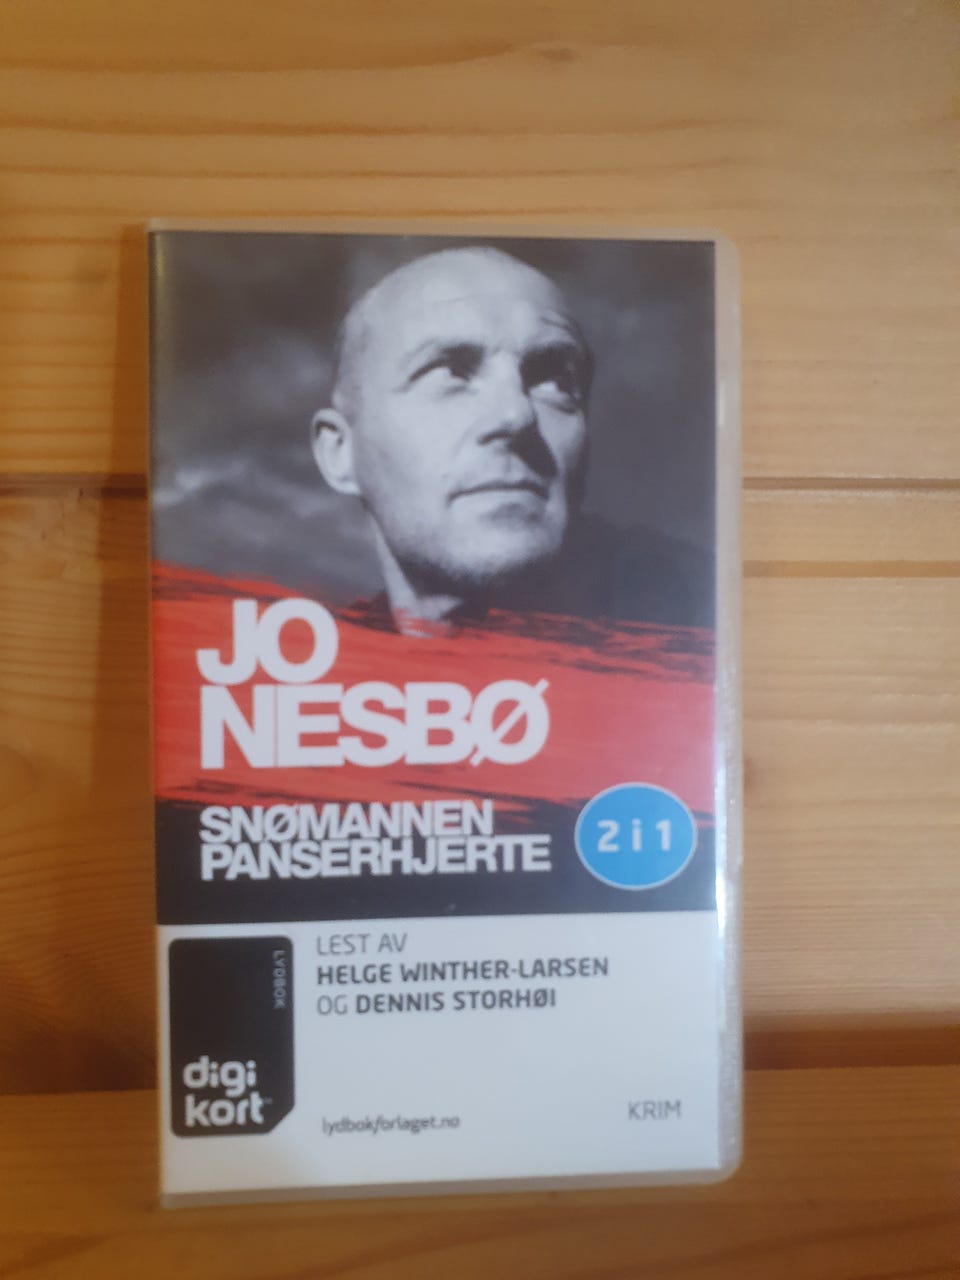 JO
NESBØ
SNØMANNEN
PANSERHJERTE
2 i 1
LEST AV
HELGE WINTHER-LARSEN
OG DENNIS STORHØI
LYDBOK
digi
kort™
lydbokforlaget.no
KRIM